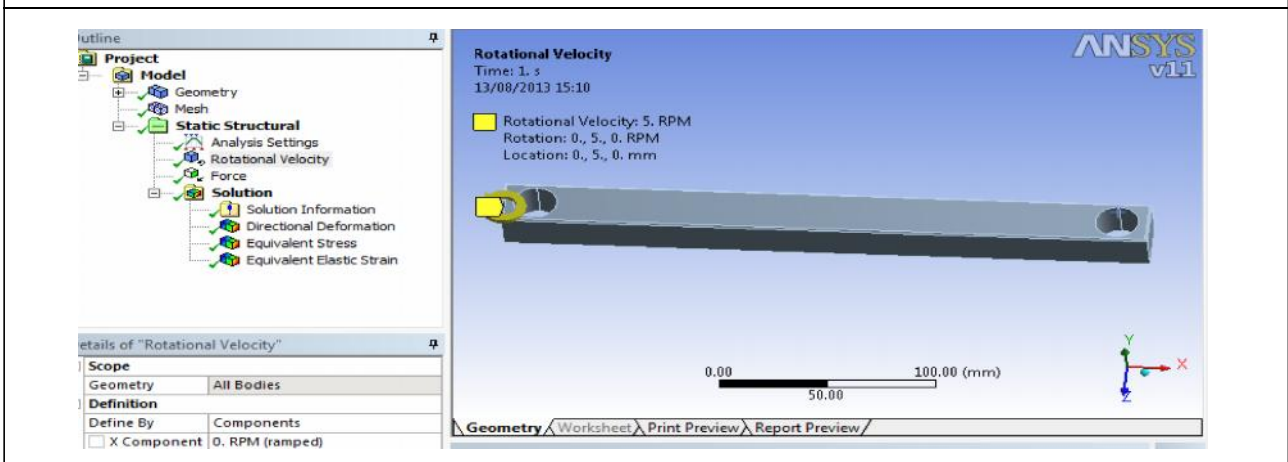 Outline
Project
Model
Geometry
Mesh
Static Structural
Analysis Settings
Rotational Velocity
Force
Solution
Solution Information
Directional Deformation
Equivalent Stress
Equivalent Elastic Strain
etails of "Rotational Velocity"
Scope
Geometry All Bodies
Definition
Define By Components
X Component 0. RPM (ramped)
Rotational Velocity
Time: 1. s
13/08/2013 15:10
Rotational Velocity: 5. RPM
Rotation: 0., 5., 0. RPM
Location: 0., 5., 0. mm
ANSYS
v11
Y
X
Z
0.00 100.00 (mm)
50.00
Geometry Worksheet Print Preview Report Preview